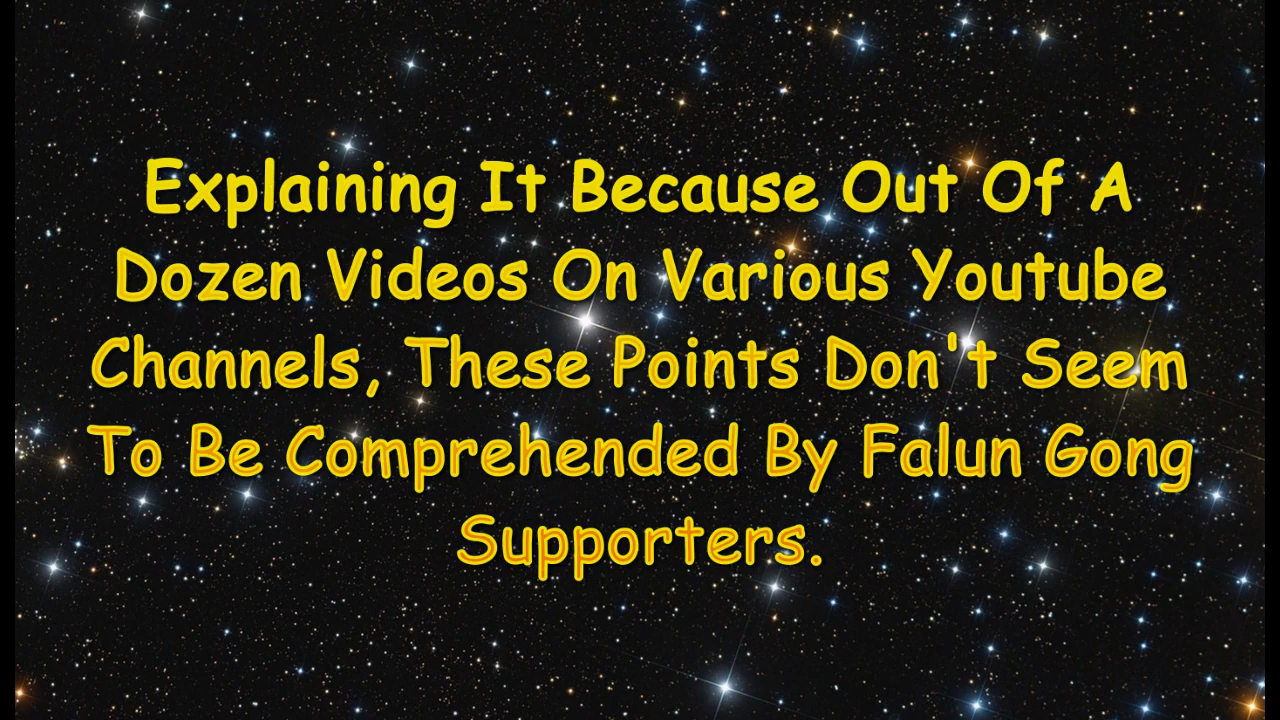 Explaining It Because Out Of A
Dozen Videos On Various Youtube
Channels, These Points Don't Seem
To Be Comprehended By Falun Gong
Supporters.